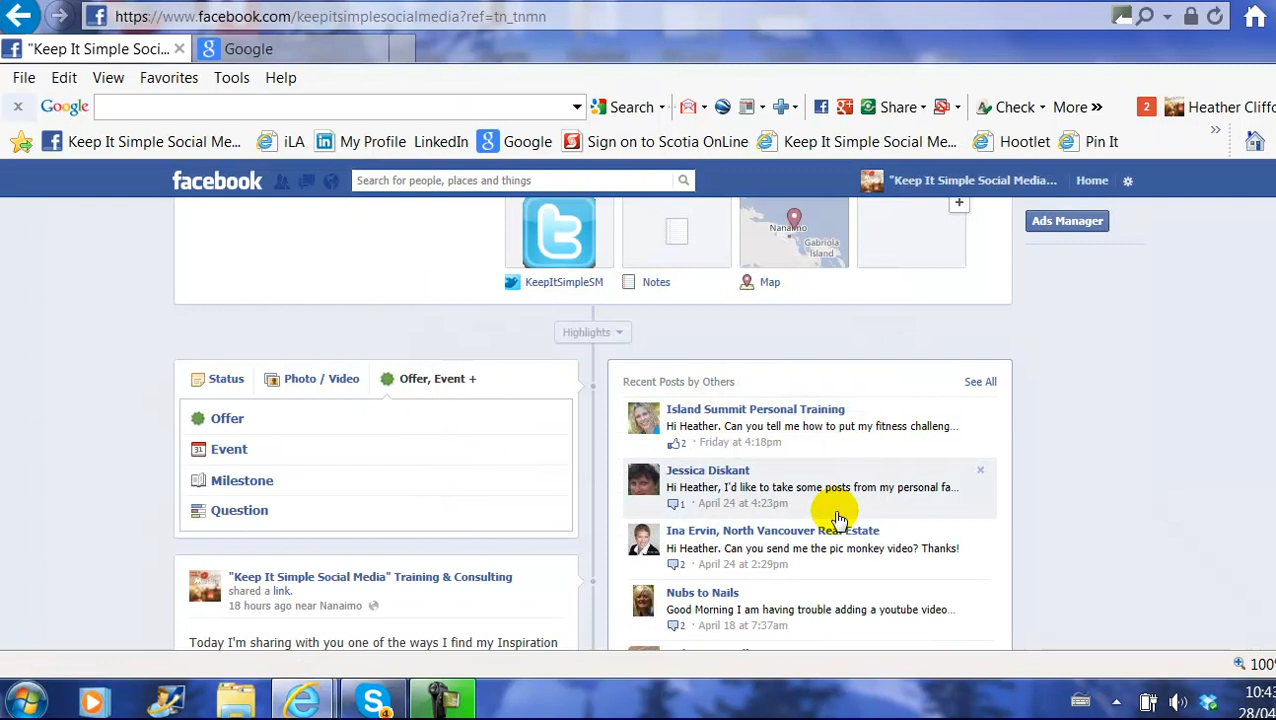 https://www.facebook.com/keepitsimplesocialmedia?ref=tn_tnmn
"Keep It Simple Soci... Google
File Edit View Favorites Tools Help
Google Search Share Check More » 2 Heather Cliffo
Keep It Simple Social Me... iLA My Profile LinkedIn Google Sign on to Scotia OnLine Keep It Simple Social Me... Hootlet Pin It
facebook Search for people, places and things "Keep It Simple Social Media... Home
Ads Manager
Nanaimo
Gabriola
Island
KeepItSimpleSM Notes Map
Highlights
Status Photo / Video Offer, Event +
Offer
31 Event
Milestone
Question
"Keep It Simple Social Media" Training & Consulting
shared a link.
18 hours ago near Nanaimo
Today I'm sharing with you one of the ways I find my Inspiration
Recent Posts by Others See All
Island Summit Personal Training
Hi Heather. Can you tell me how to put my fitness challeng...
2 · Friday at 4:18pm
Jessica Diskant
Hi Heather, I'd like to take some posts from my personal fa...
1 · April 24 at 4:23pm
Ina Ervin, North Vancouver Real Estate
Hi Heather. Can you send me the pic monkey video? Thanks!
2 · April 24 at 2:29pm
Nubs to Nails
Good Morning I am having trouble adding a youtube video...
2 · April 18 at 7:37am
100%
4
10:43
28/04